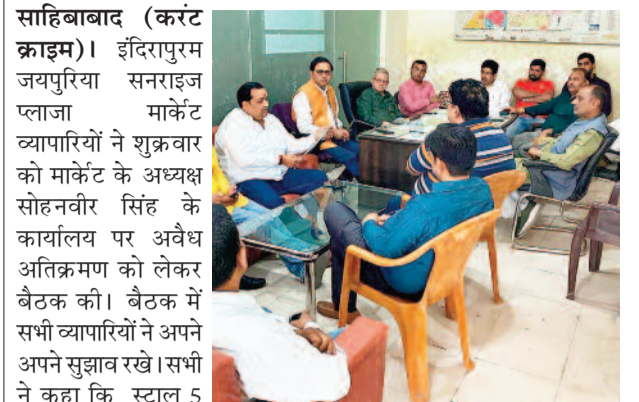 साहिबाबाद (करंट
क्राइम)। इंदिरापुरम
जयपुरिया सनराइज
प्लाजा मार्केट
व्यापारियों ने शुक्रवार
को मार्केट के अध्यक्ष
सोहनवीर सिंह के
कार्यालय पर अवैध
अतिक्रमण को लेकर
बैठक की। बैठक में
सभी व्यापारियों ने अपने
अपने सुझाव रखे। सभी
ने कहा कि स्टाल 5